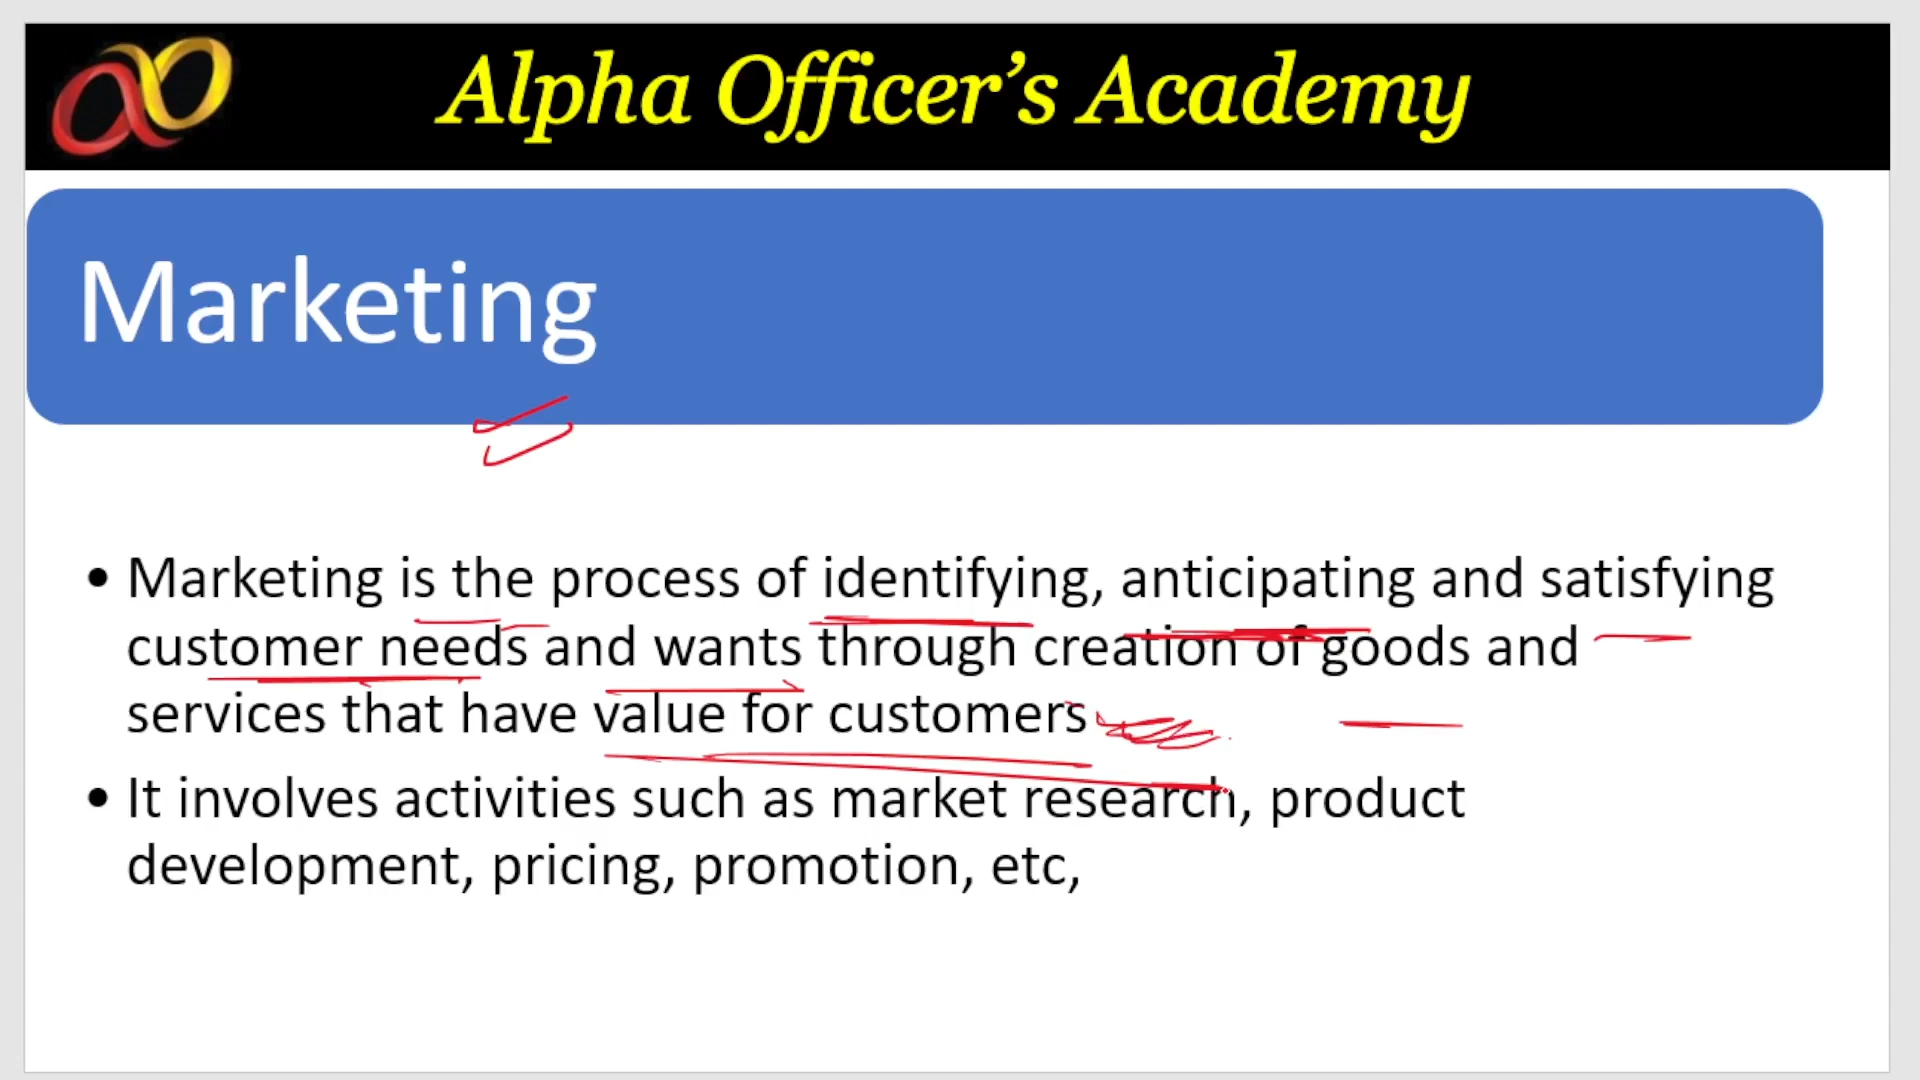 Alpha Officer’s Academy
Marketing
• Marketing is the process of identifying, anticipating and satisfying
customer needs and wants through creation of goods and
services that have value for customers
• It involves activities such as market research, product
development, pricing, promotion, etc,